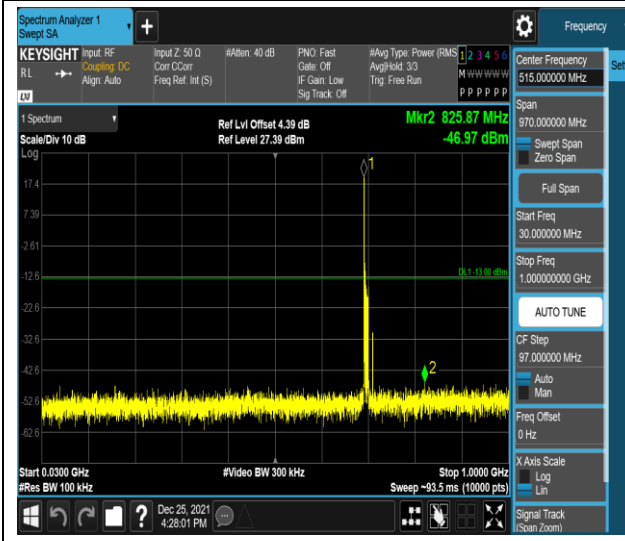 Spectrum Analyzer 1
Swept SA
Frequency
KEYSIGHT
Input: RF
Input Z: 50 Ω
#Atten: 40 dB
PNO: Fast
#Avg Type: Power (RMS
1 2 3 4 5 6
RL
Coupling: DC
Corr CCorr
Gate: Off
Avg|Hold: 3/3
M W W W W W
Align: Auto
Freq Ref: Int (S)
IF Gain: Low
Trig: Free Run
Sig Track: Off
P P P P P P
LXI
1 Spectrum
Ref Lvl Offset 4.39 dB
Mkr2 825.87 MHz
Scale/Div 10 dB
Ref Level 27.39 dBm
-46.97 dBm
Log
1
17.4
7.39
-2.61
DL1 -13.00 dBm
-12.6
-22.6
-32.6
-42.6
2
-52.6
-62.6
Start 0.0300 GHz
#Video BW 300 kHz
Stop 1.0000 GHz
#Res BW 100 kHz
Sweep ~93.5 ms (10000 pts)
Dec 25, 2021
4:28:01 PM
Center Frequency
515.000000 MHz
Set
Span
970.000000 MHz
Swept Span
Zero Span
Full Span
Start Freq
30.000000 MHz
Stop Freq
1.000000000 GHz
AUTO TUNE
CF Step
97.000000 MHz
Auto
Man
Freq Offset
0 Hz
X Axis Scale
Log
Lin
Signal Track
(Span Zoom)